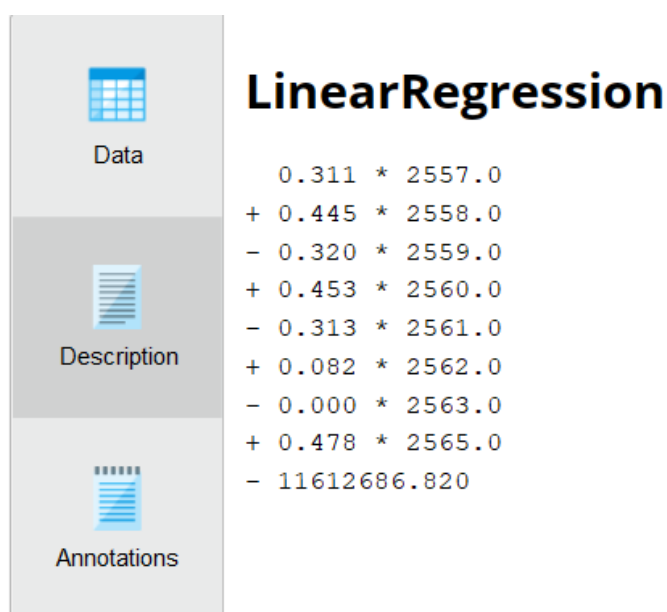 Data
Description
Annotations
LinearRegression
0.311 * 2557.0
+ 0.445 * 2558.0
- 0.320 * 2559.0
+ 0.453 * 2560.0
- 0.313 * 2561.0
+ 0.082 * 2562.0
- 0.000 * 2563.0
+ 0.478 * 2565.0
- 11612686.820